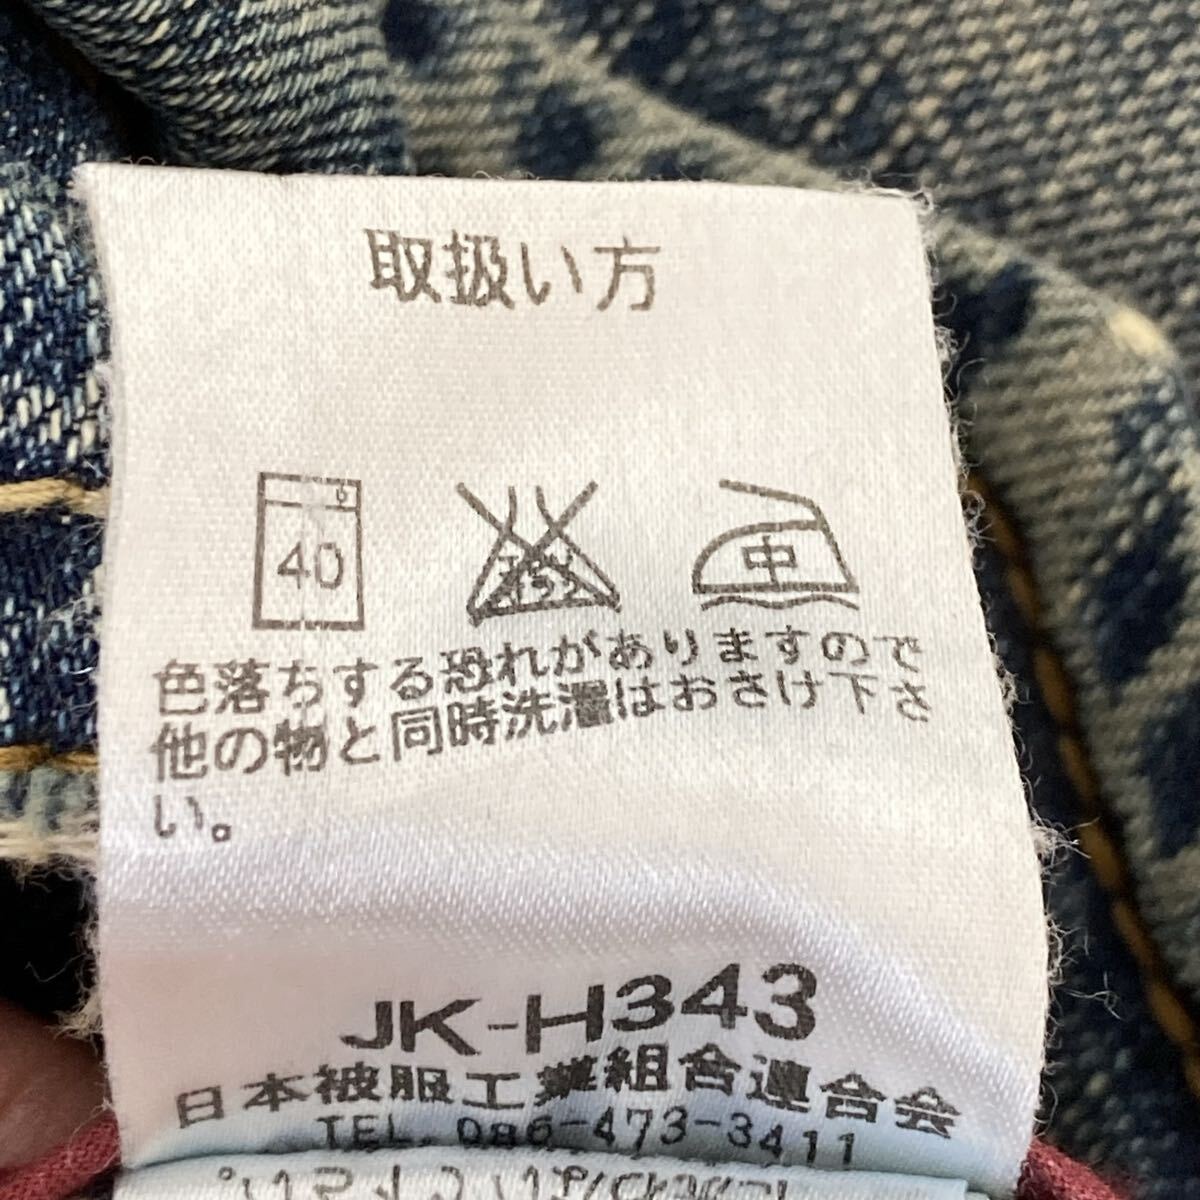 取扱い方
40
中
色落ちする恐れがありますので
他の物と同時洗濯はおさけ下さ
い。
JK-H343
日本被服工業組合連合会
TEL. 086-473-3411